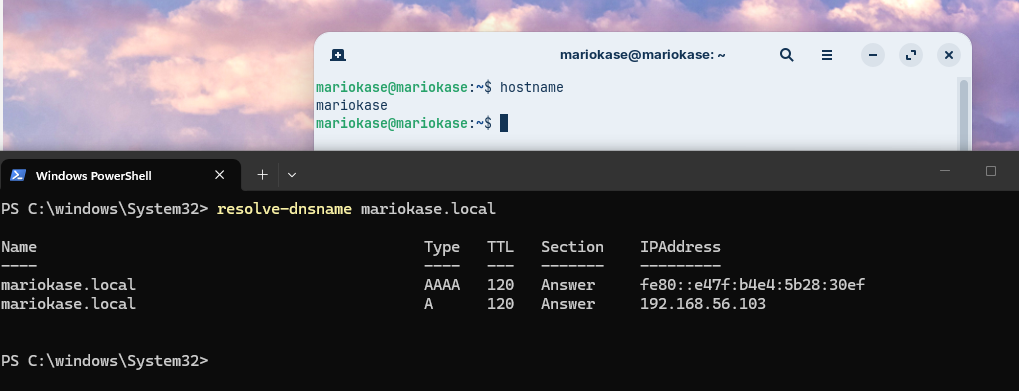 mariokase@mariokase: ~
mariokase@mariokase:~$ hostname
mariokase
mariokase@mariokase:~$
Windows PowerShell
PS C:\windows\System32> resolve-dnsname mariokase.local
Name Type TTL Section IPAddress
---- ---- --- ------- ---------
mariokase.local AAAA 120 Answer fe80::e47f:b4e4:5b28:30ef
mariokase.local A 120 Answer 192.168.56.103
PS C:\windows\System32>